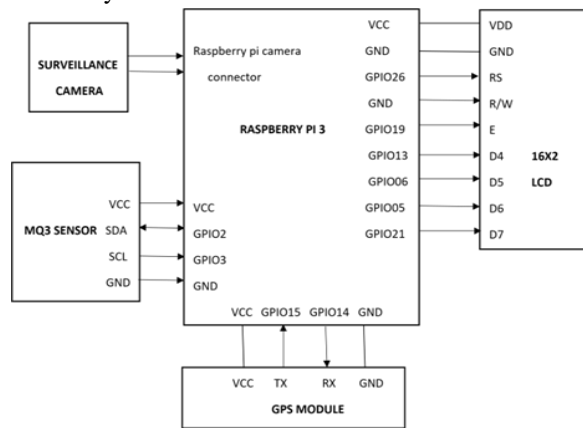 Raspberry pi camera
connector
SURVEILLANCE
CAMERA
VCC
GND
GPIO26
GND
RASPBERRY PI 3
GPIO19
GPIO13
GPIO06
GPIO05
GPIO21
VDD
GND
RS
R/W
E
D4
16X2
D5
LCD
D6
D7
VCC
MQ3 SENSOR
SDA
SCL
GND
VCC
GPIO2
GPIO3
GND
VCC GPIO15 GPIO14 GND
VCC TX RX GND
GPS MODULE